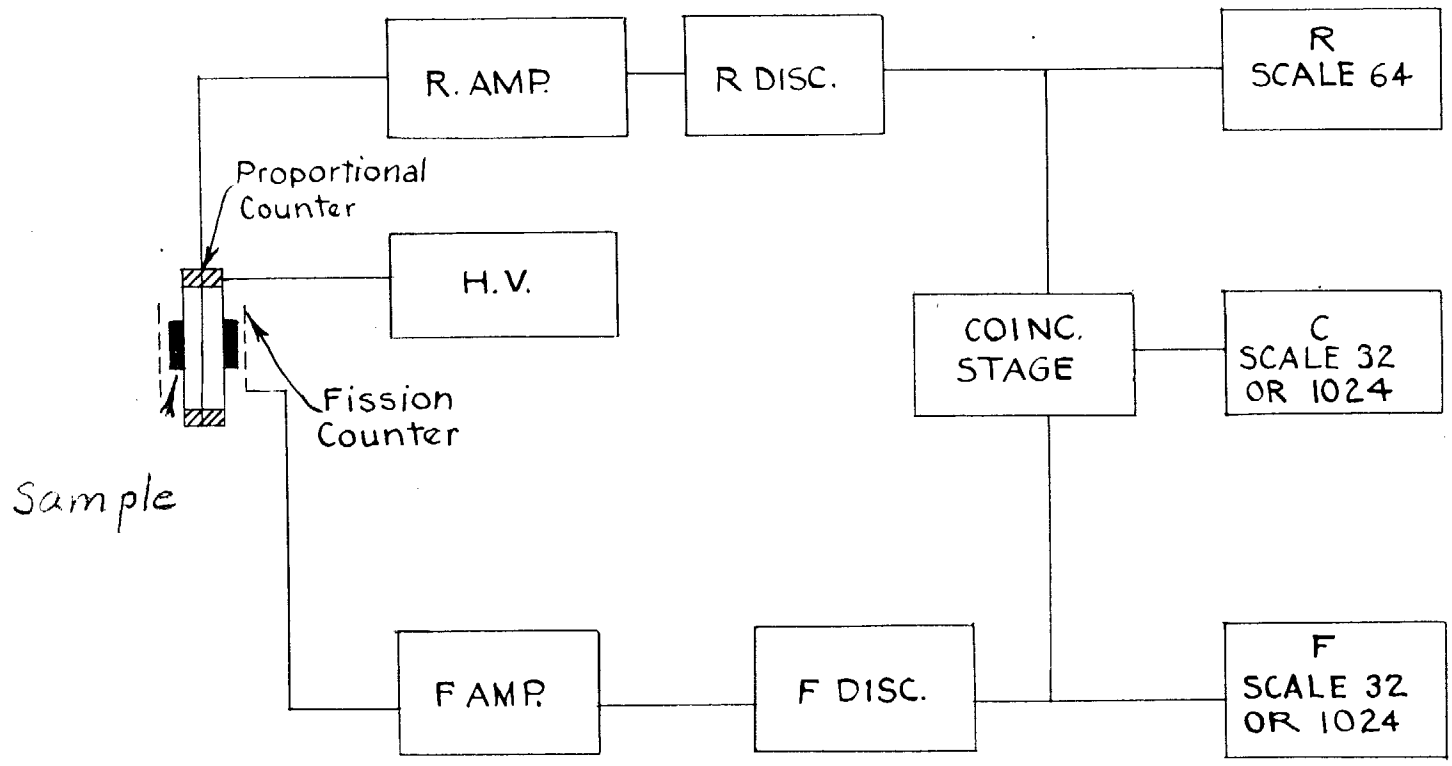 R. AMP.
R DISC.
R
SCALE 64
Proportional
Counter
H.V.
COINC.
STAGE
C
SCALE 32
OR 1024
Fission
Counter
Sample
F AMP.
F DISC.
F
SCALE 32
OR 1024